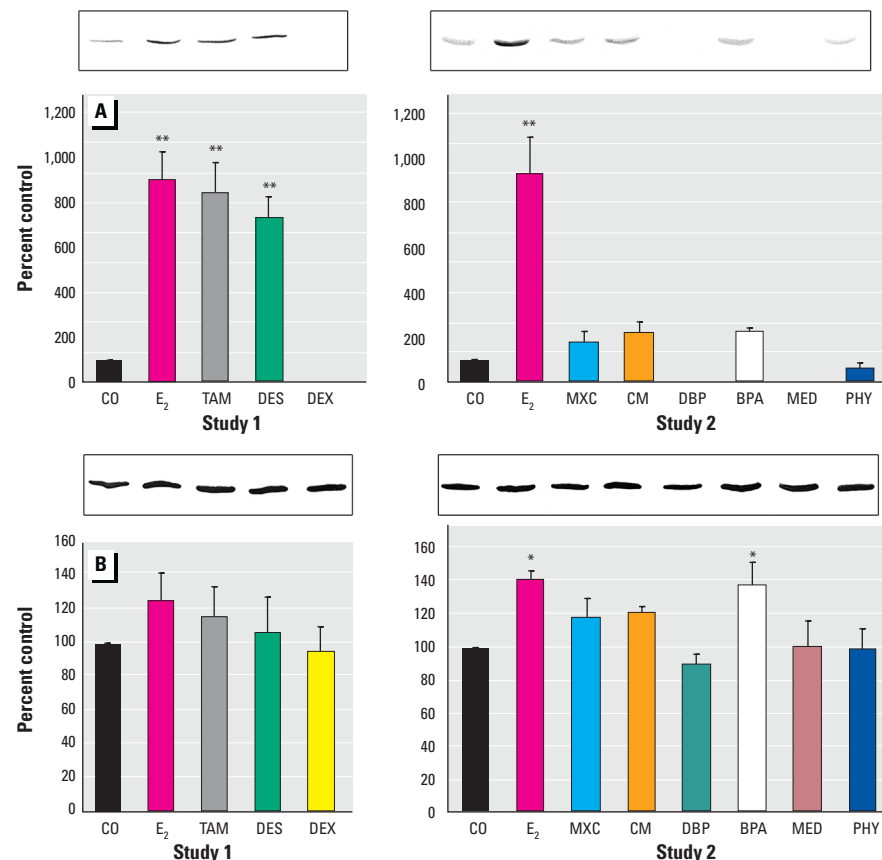 A
Percent control
1,200
1,000
800
600
400
200
0
CO E2 TAM DES DEX
** ** **
Study 1
1,200
1,000
800
600
400
200
0
**
CO E2 MXC CM DBP BPA MED PHY
Study 2
B
Percent control
160
140
120
100
80
60
40
20
0
CO E2 TAM DES DEX
Study 1
160
140
120
100
80
60
40
20
0
* *
CO E2 MXC CM DBP BPA MED PHY
Study 2